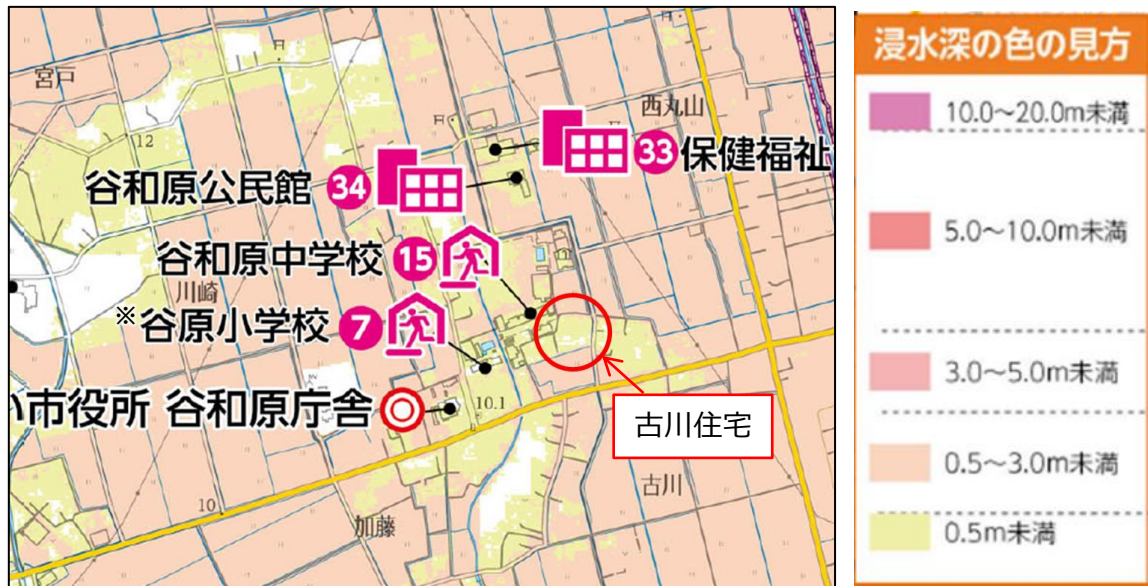 宮戸
西丸山
12
33 保健福祉
谷和原公民館 34
谷和原中学校 15
川崎
※谷原小学校 7
い市役所 谷和原庁舎
10.1
古川住宅
古川
10
加藤
浸水深の色の見方
10.0~20.0m未満
5.0~10.0m未満
3.0~5.0m未満
0.5~3.0m未満
0.5m未満